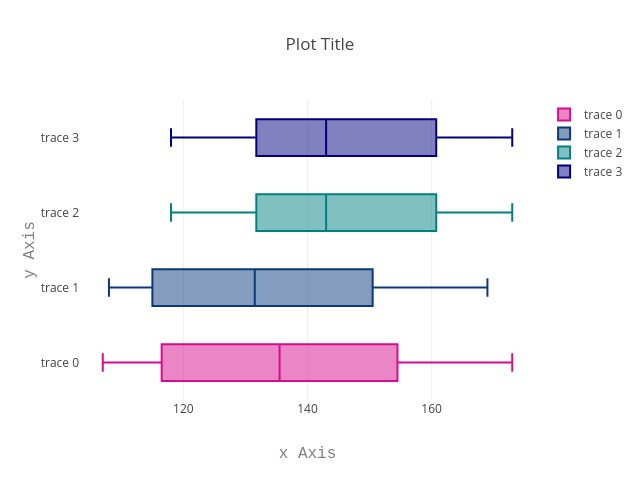 Plot Title
trace 3
trace 2
trace 1
trace 0
y Axis
120 140 160
x Axis
trace 0
trace 1
trace 2
trace 3